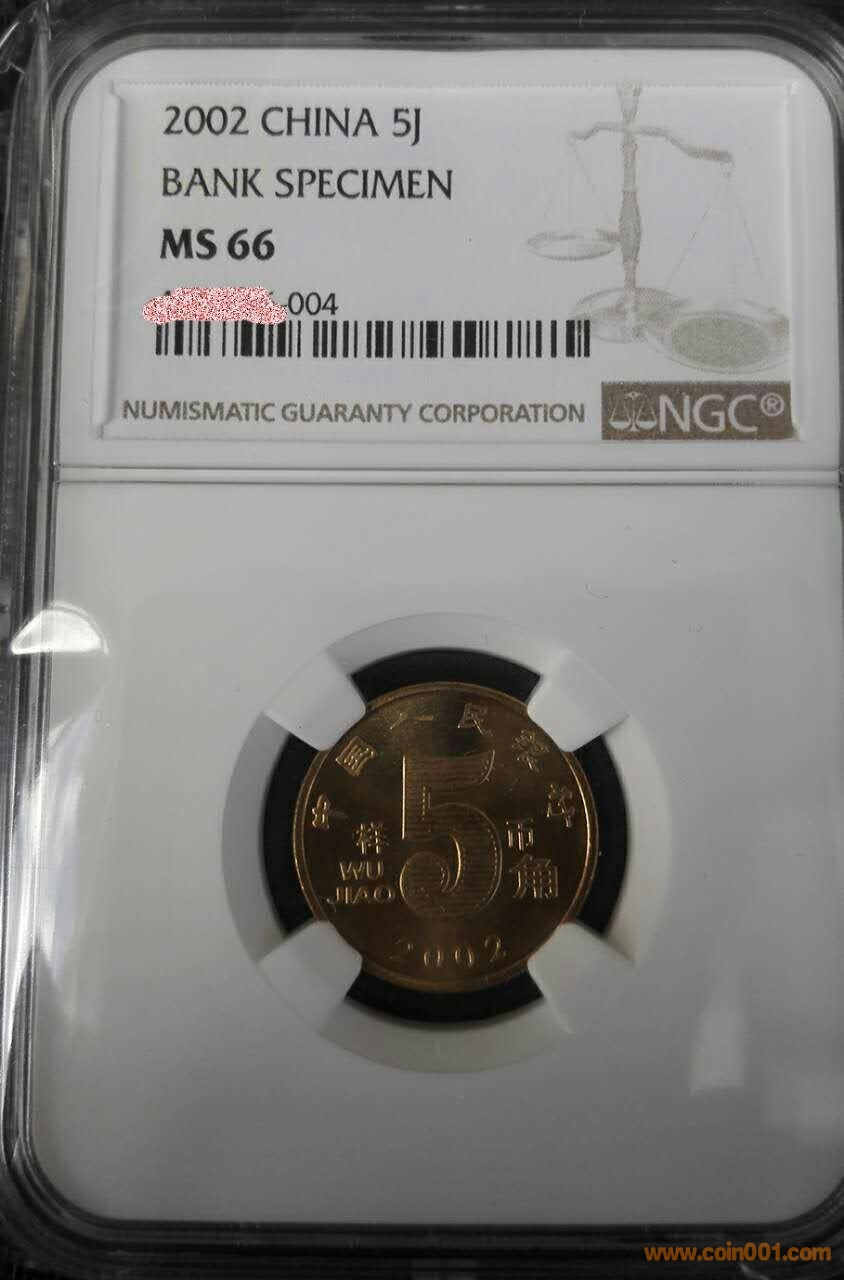 2002 CHINA 5J
BANK SPECIMEN
MS 66
-004
NUMISMATIC GUARANTY CORPORATION
NGC®
中国人民银行
样 5 币
WU
JIAO 角
2002
www.coin001.com